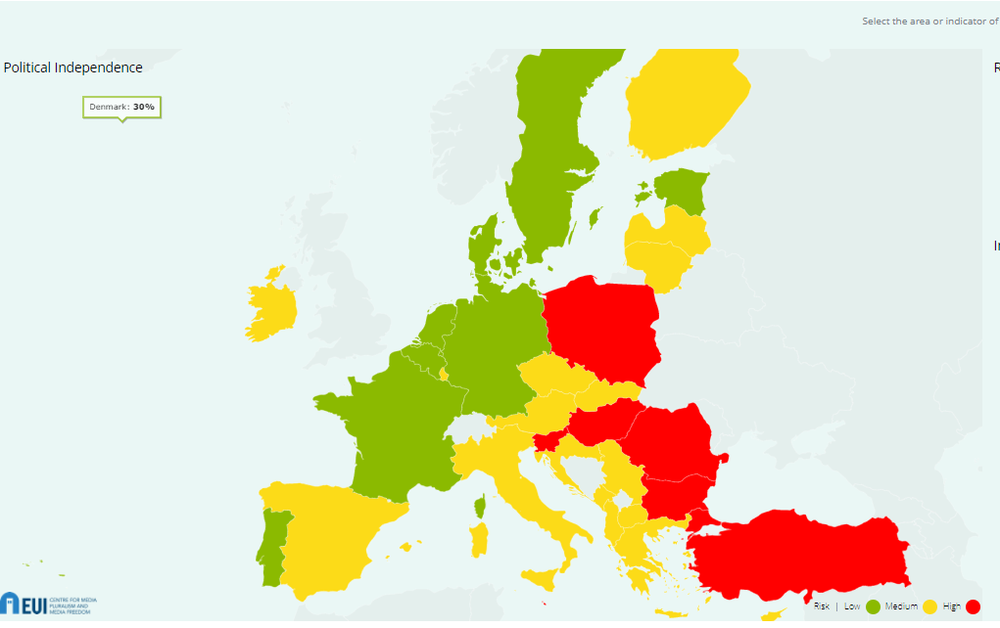 Select the area or indicator of
Political Independence
R
Denmark: 30%
I
EUI
CENTRE FOR MEDIA
PLURALISM AND
MEDIA FREEDOM
Risk | Low Medium High